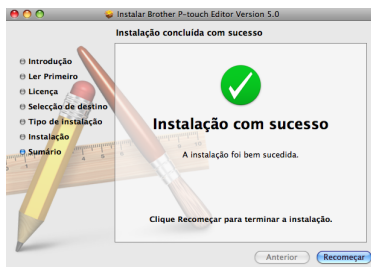 Instalar Brother P-touch Editor Version 5.0
Instalação concluída com sucesso
Introdução
Ler Primeiro
Licença
Selecção de destino
Tipo de instalação
Instalação
Sumário
Instalação com sucesso
A instalação foi bem sucedida.
Clique Recomeçar para terminar a instalação.
Anterior
Recomeçar